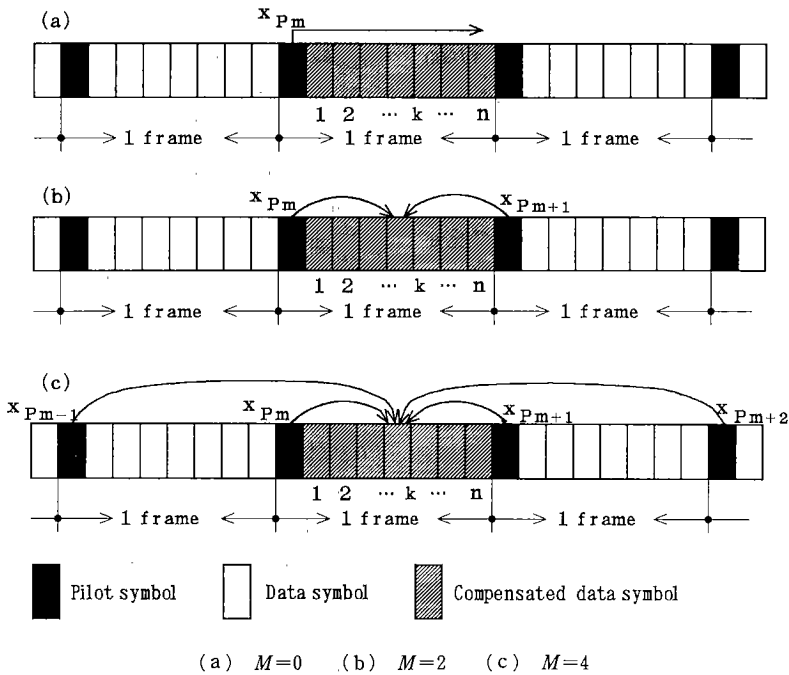 (a) x Pm
1 2 ··· k ··· n
1 frame 1 frame 1 frame
(b) x Pm x Pm+1
1 2 ··· k ··· n
1 frame 1 frame 1 frame
(c)
x Pm-1 x Pm x Pm+1 x Pm+2
1 2 ··· k ··· n
1 frame 1 frame 1 frame
Pilot symbol Data symbol Compensated data symbol
(a) M=0 (b) M=2 (c) M=4